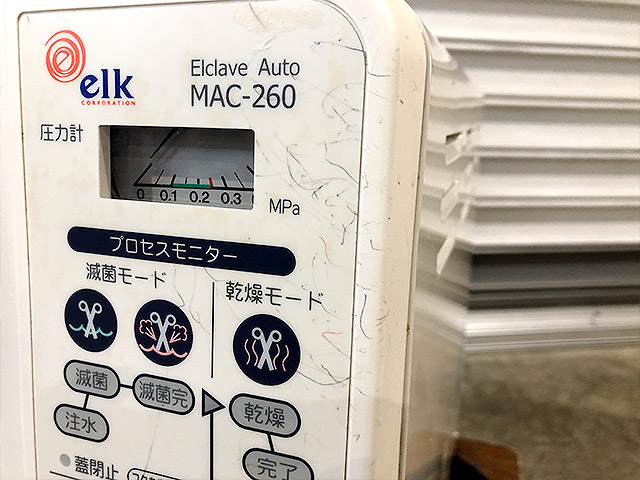 elk
CORPORATION
Elclave Auto
MAC-260
圧力計
0 0.1 0.2 0.3
MPa
プロセスモニター
滅菌モード
乾燥モード
滅菌
滅菌完
乾燥
注水
完了
蓋閉止